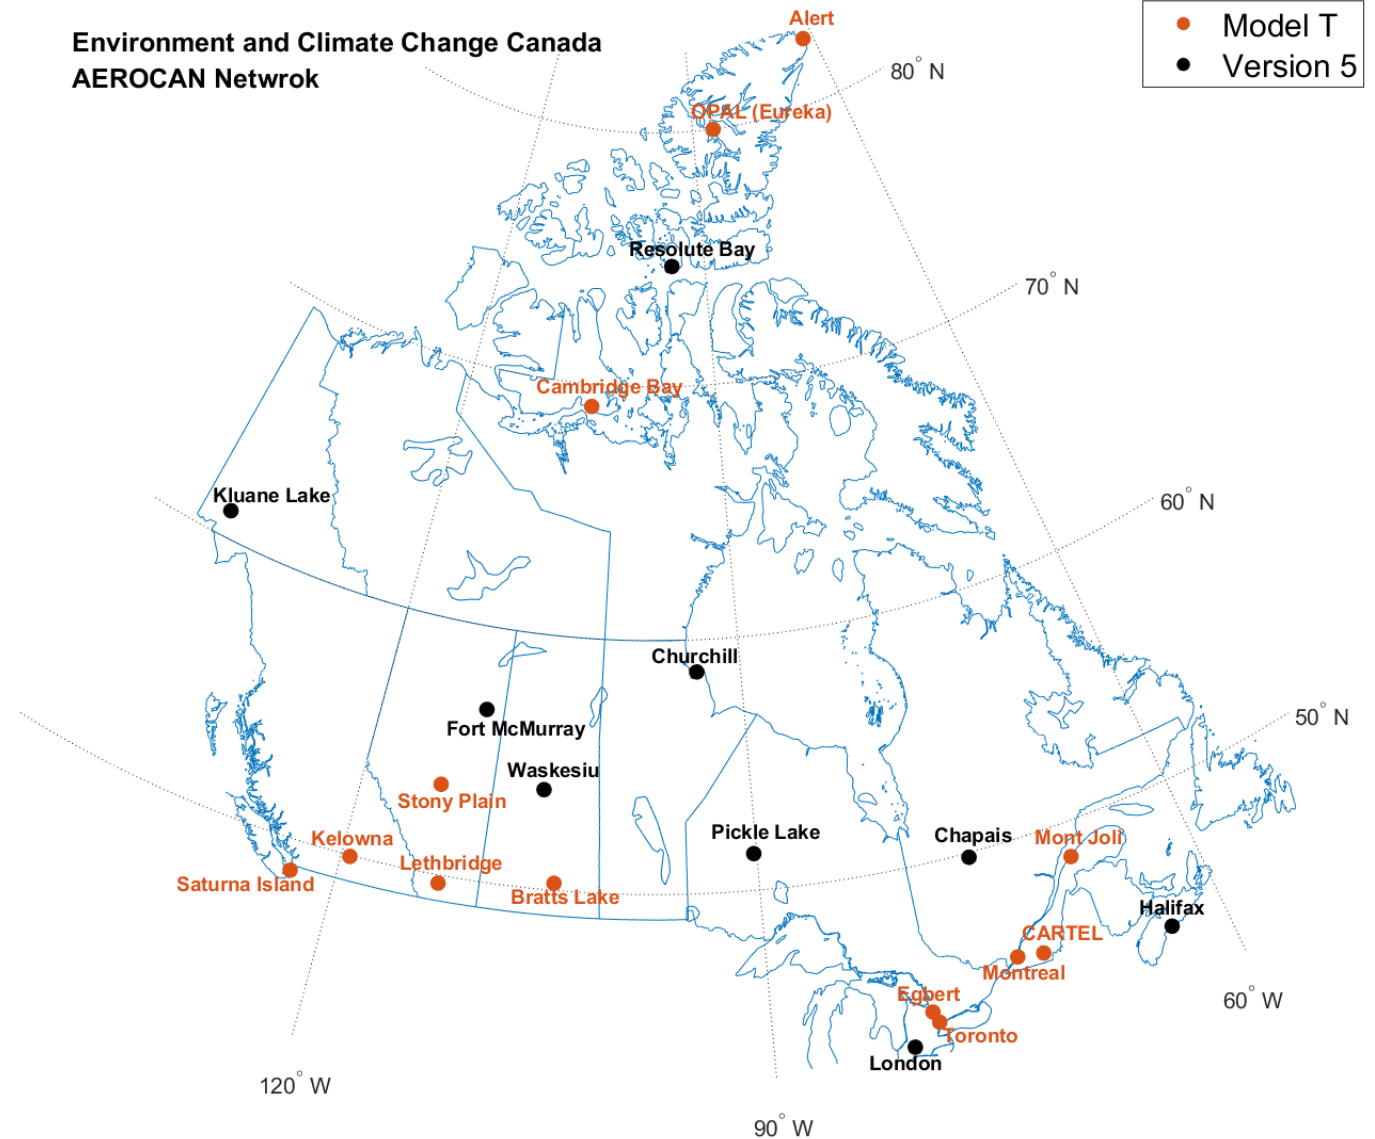 Alert
Model T
Environment and Climate Change Canada
Version 5
80° N
AEROCAN Netwrok
OPAL (Eureka)
Resolute Bay
70° N
Cambridge Bay
Kluane Lake
60° N
Churchill
50° N
Fort McMurray
Waskesiu
Stony Plain
Pickle Lake
Chapais
Mont Joli
Kelowna
Lethbridge
Saturna Island
Bratts Lake
Halifax
CARTEL
Montreal
Egbert
60° W
Toronto
London
120° W
90° W